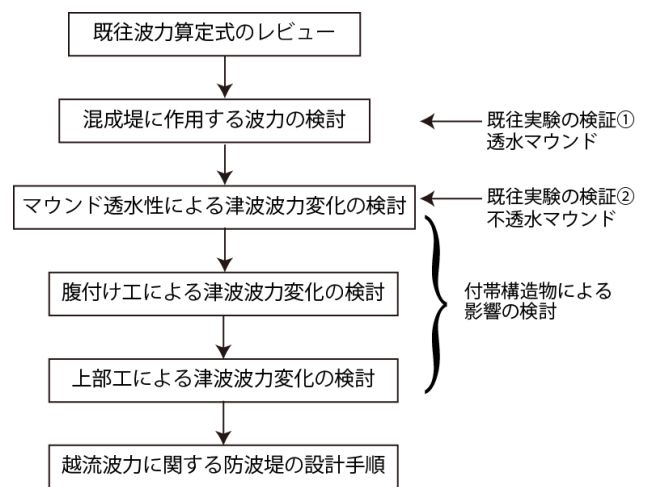 既往波力算定式のレビュー
混成堤に作用する波力の検討
既往実験の検証①
透水マウンド
マウンド透水性による津波波力変化の検討
既往実験の検証②
不透水マウンド
腹付け工による津波波力変化の検討
付帯構造物による
影響の検討
上部工による津波波力変化の検討
越流波力に関する防波堤の設計手順